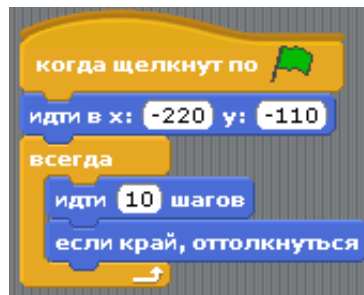 когда щелкнут по
идти в x: -220 y: -110
всегда
идти 10 шагов
если край, оттолкнуться